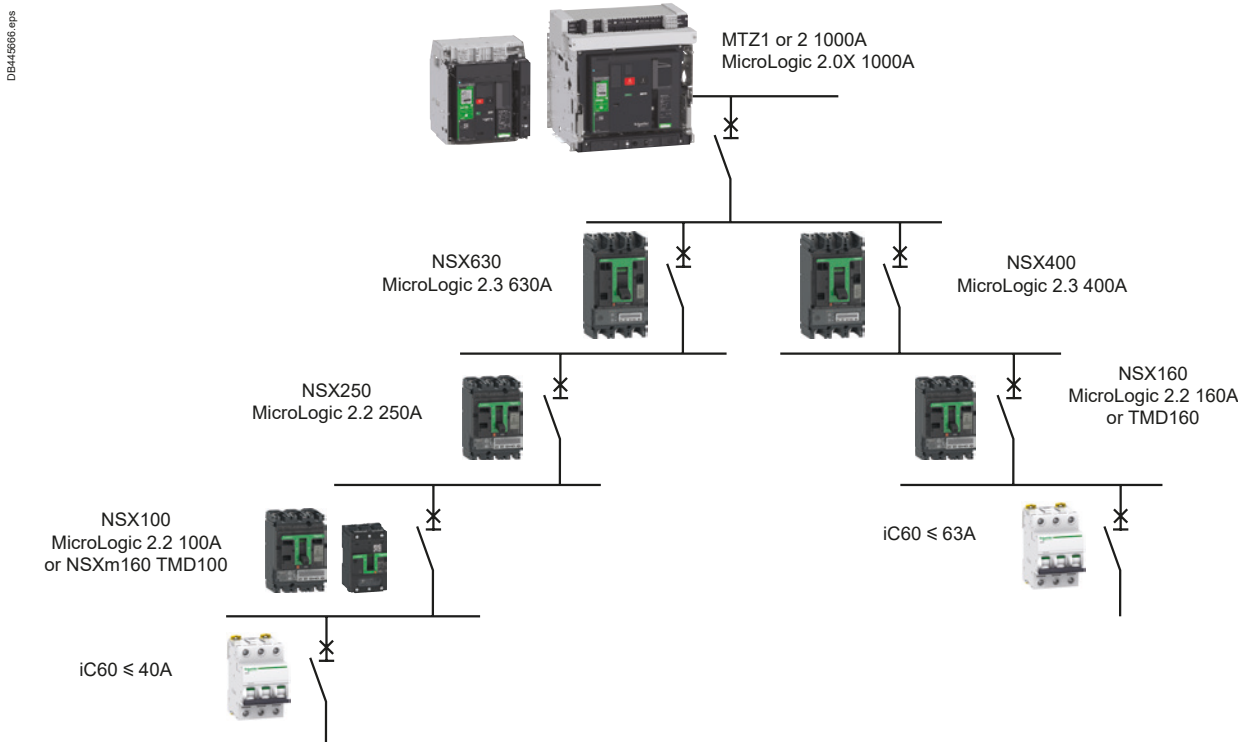 DB445666.eps
MTZ1 or 2 1000A
MicroLogic 2.0X 1000A
NSX630
MicroLogic 2.3 630A
NSX400
MicroLogic 2.3 400A
NSX250
MicroLogic 2.2 250A
NSX160
MicroLogic 2.2 160A
or TMD160
NSX100
MicroLogic 2.2 100A
or NSXm160 TMD100
iC60 ⩽ 63A
iC60 ⩽ 40A